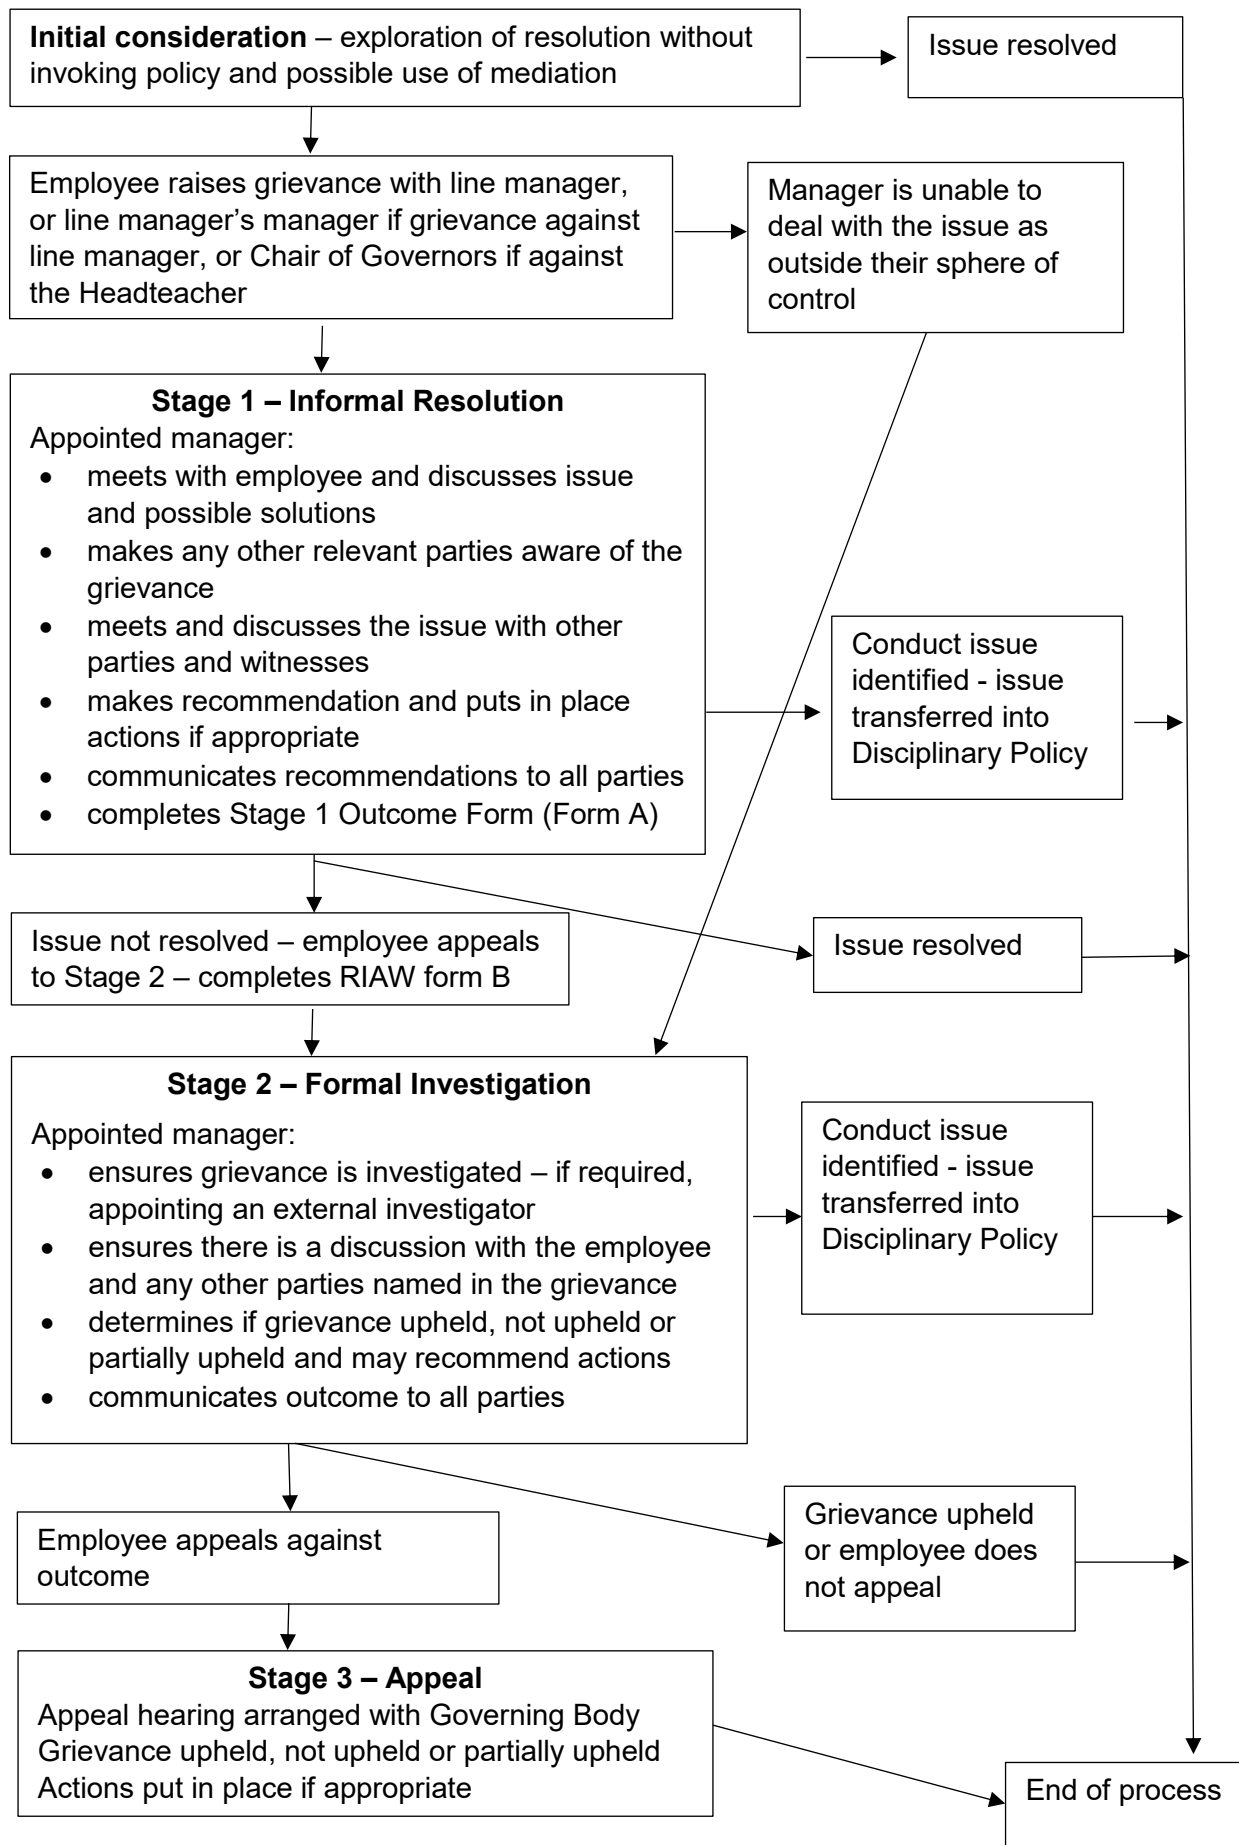 Initial consideration – exploration of resolution without
invoking policy and possible use of mediation
Issue resolved
Employee raises grievance with line manager,
or line manager’s manager if grievance against
line manager, or Chair of Governors if against
the Headteacher
Manager is unable to
deal with the issue as
outside their sphere of
control
Stage 1 – Informal Resolution
Appointed manager:
• meets with employee and discusses issue
and possible solutions
• makes any other relevant parties aware of the
grievance
• meets and discusses the issue with other
parties and witnesses
• makes recommendation and puts in place
actions if appropriate
• communicates recommendations to all parties
• completes Stage 1 Outcome Form (Form A)
Conduct issue
identified - issue
transferred into
Disciplinary Policy
Issue not resolved – employee appeals
to Stage 2 – completes RIAW form B
Issue resolved
Stage 2 – Formal Investigation
Appointed manager:
• ensures grievance is investigated – if required,
appointing an external investigator
• ensures there is a discussion with the employee
and any other parties named in the grievance
• determines if grievance upheld, not upheld or
partially upheld and may recommend actions
• communicates outcome to all parties
Conduct issue
identified - issue
transferred into
Disciplinary Policy
Employee appeals against
outcome
Grievance upheld
or employee does
not appeal
Stage 3 – Appeal
Appeal hearing arranged with Governing Body
Grievance upheld, not upheld or partially upheld
Actions put in place if appropriate
End of process